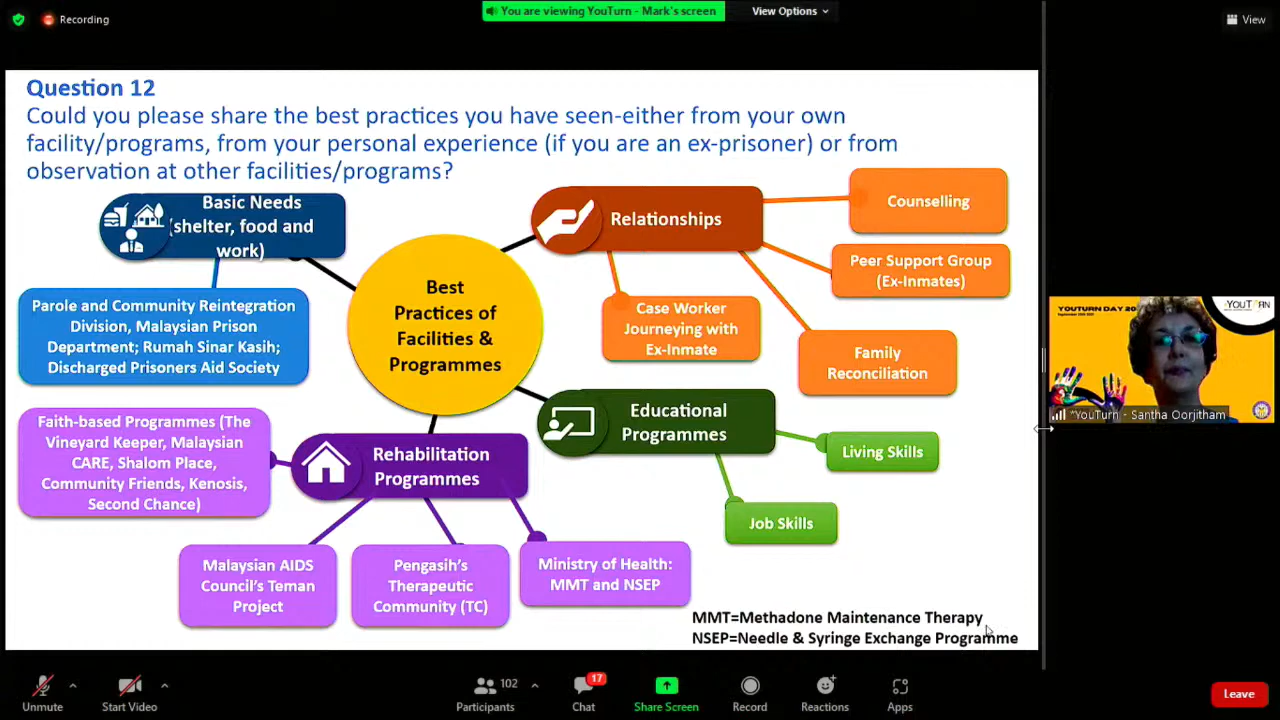 Recording
You are viewing YouTurn - Mark's screen
View Options
View
Question 12
Could you please share the best practices you have seen-either from your own
facility/programs, from your personal experience (if you are an ex-prisoner) or from
observation at other facilities/programs?
Basic Needs
(shelter, food and
work)
Parole and Community Reintegration
Division, Malaysian Prison
Department; Rumah Sinar Kasih;
Discharged Prisoners Aid Society
Best
Practices of
Facilities &
Programmes
Relationships
Counselling
Peer Support Group
(Ex-Inmates)
Case Worker
Journeying with
Ex-Inmate
Family
Reconciliation
Educational
Programmes
Living Skills
Job Skills
Faith-based Programmes (The
Vineyard Keeper, Malaysian
CARE, Shalom Place,
Community Friends, Kenosis,
Second Chance)
Rehabilitation
Programmes
Malaysian AIDS
Council's Teman
Project
Pengasih's
Therapeutic
Community (TC)
Ministry of Health:
MMT and NSEP
MMT=Methadone Maintenance Therapy
NSEP=Needle & Syringe Exchange Programme
YOUTURN DAY 20
YOUTURN
"YouTurn - Santha Oorjitham
Unmute
Start Video
102
Participants
17
Chat
Share Screen
Record
Reactions
Apps
Leave